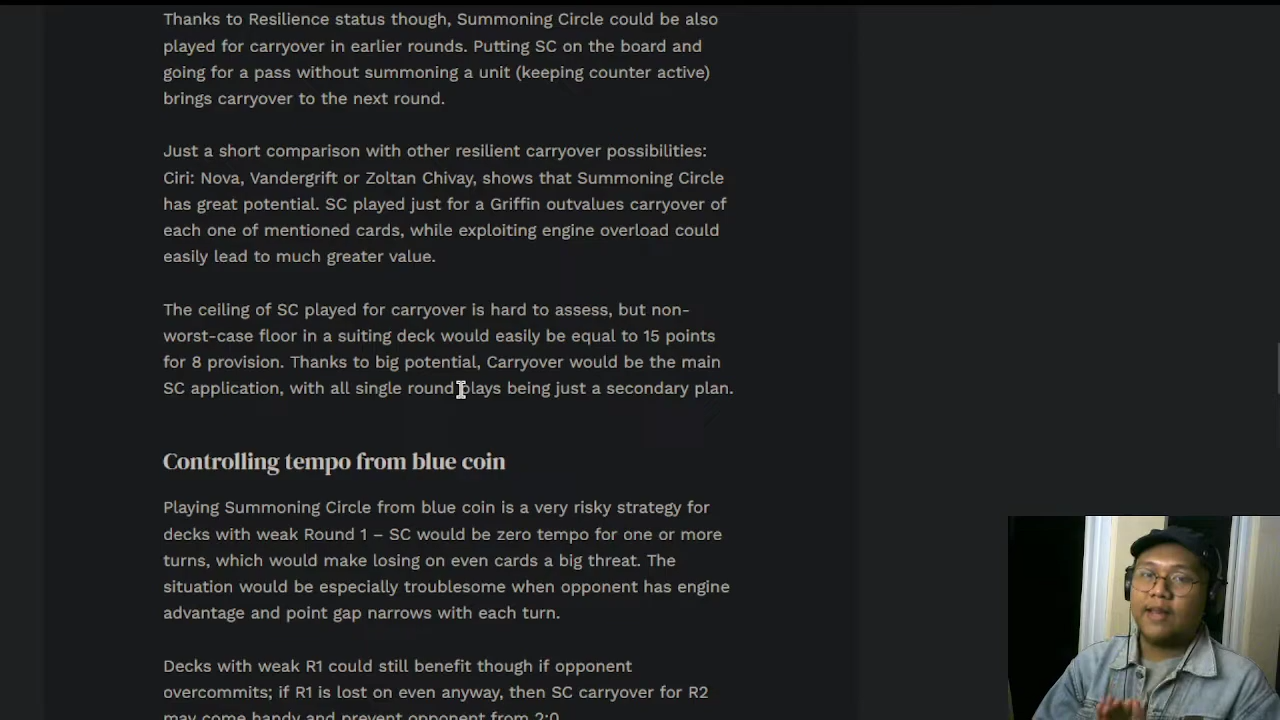 Thanks to Resilience status though, Summoning Circle could be also
played for carryover in earlier rounds. Putting SC on the board and
going for a pass without summoning a unit (keeping counter active)
brings carryover to the next round.
Just a short comparison with other resilient carryover possibilities:
Ciri: Nova, Vandergrift or Zoltan Chivay, shows that Summoning Circle
has great potential. SC played just for a Griffin outvalues carryover of
each one of mentioned cards, while exploiting engine overload could
easily lead to much greater value.
The ceiling of SC played for carryover is hard to assess, but non-
worst-case floor in a suiting deck would easily be equal to 15 points
for 8 provision. Thanks to big potential, Carryover would be the main
SC application, with all single round plays being just a secondary plan.
Controlling tempo from blue coin
Playing Summoning Circle from blue coin is a very risky strategy for
decks with weak Round 1 – SC would be zero tempo for one or more
turns, which would make losing on even cards a big threat. The
situation would be especially troublesome when opponent has engine
advantage and point gap narrows with each turn.
Decks with weak R1 could still benefit though if opponent
overcommits; if R1 is lost on even anyway, then SC carryover for R2
may come handy and prevent opponent from 2:0